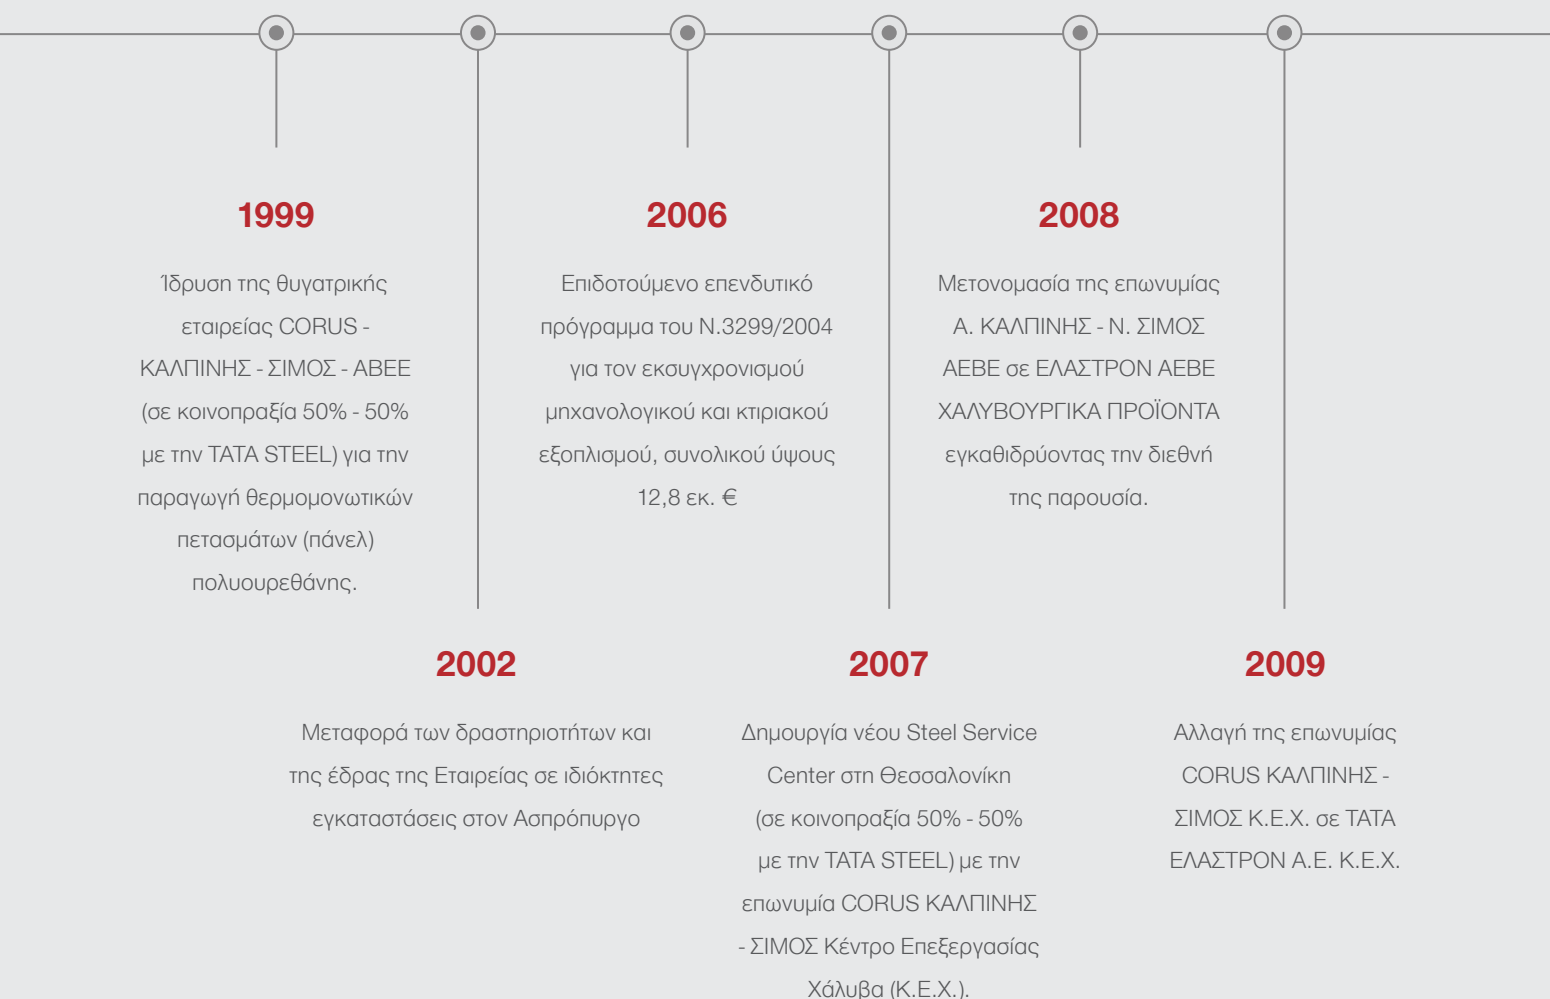 1999
Ίδρυση της θυγατρικής
εταιρείας CORUS -
ΚΑΛΠΙΝΗΣ - ΣΙΜΟΣ - ΑΒΕΕ
(σε κοινοπραξία 50% - 50%
με την TATA STEEL) για την
παραγωγή θερμομονωτικών
πετασμάτων (πάνελ)
πολυουρεθάνης.
2002
Μεταφορά των δραστηριοτήτων και
της έδρας της Εταιρείας σε ιδιόκτητες
εγκαταστάσεις στον Ασπρόπυργο
2006
Επιδοτούμενο επενδυτικό
πρόγραμμα του Ν.3299/2004
για τον εκσυγχρονισμό
μηχανολογικού και κτιριακού
εξοπλισμού, συνολικού ύψους
12,8 εκ. €
2007
Δημουργία νέου Steel Service
Center στη Θεσσαλονίκη
(σε κοινοπραξία 50% - 50%
με την TATA STEEL) με την
επωνυμία CORUS ΚΑΛΠΙΝΗΣ
- ΣΙΜΟΣ Κέντρο Επεξεργασίας
Χάλυβα (Κ.Ε.Χ.).
2008
Μετονομασία της επωνυμίας
Α. ΚΑΛΠΙΝΗΣ - Ν. ΣΙΜΟΣ
ΑΕΒΕ σε ΕΛΑΣΤΡΟΝ ΑΕΒΕ
ΧΑΛΥΒΟΥΡΓΙΚΑ ΠΡΟΪΟΝΤΑ
εγκαθιδρύοντας την διεθνή
της παρουσία.
2009
Αλλαγή της επωνυμίας
CORUS ΚΑΛΠΙΝΗΣ -
ΣΙΜΟΣ Κ.Ε.Χ. σε ΤΑΤΑ
ΕΛΑΣΤΡΟΝ Α.Ε. Κ.Ε.Χ.